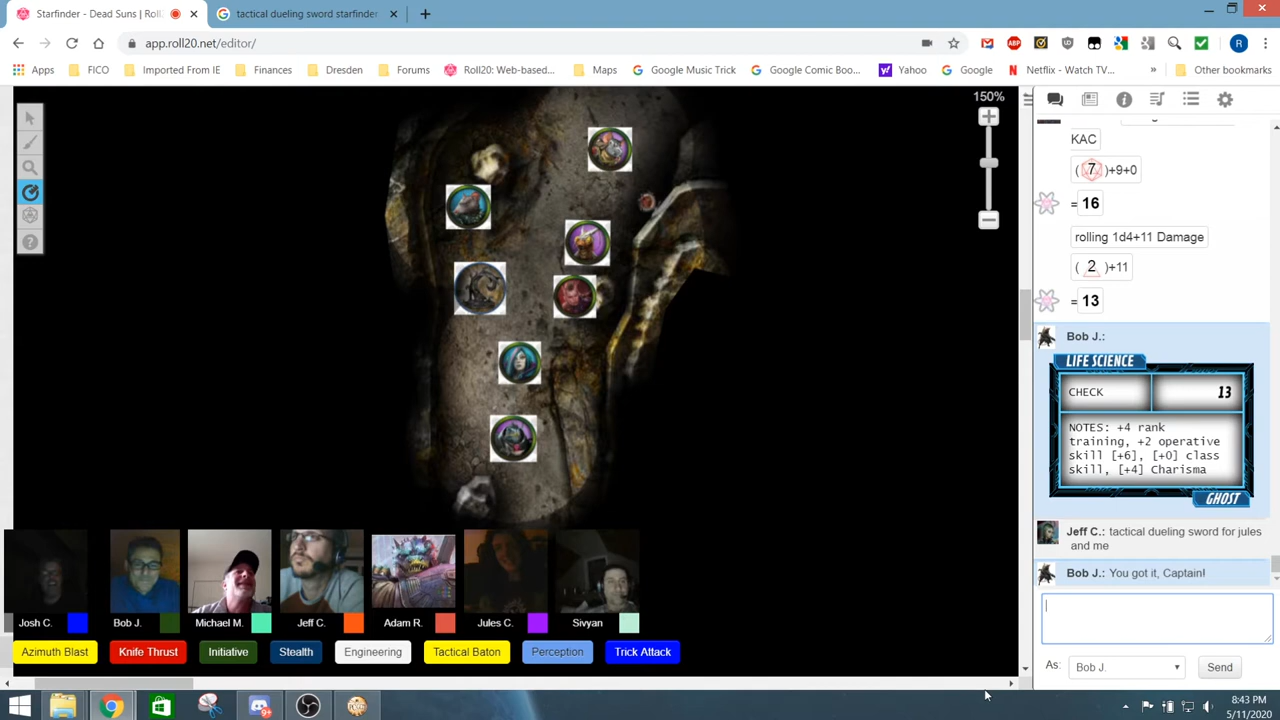 Starfinder - Dead Suns | Rol
tactical dueling sword starfinder
app.roll20.net/editor/
Apps
FICO
Imported From IE
Finances
Dresden
Forums
Roll20: Web-based...
Maps
Google Music Trick
Google Comic Boo...
Yahoo
Google
Netflix - Watch TV...
»
Other bookmarks
150%
KAC
(7)+9+0
= 16
rolling 1d4+11 Damage
(2)+11
= 13
Bob J.:
LIFE SCIENCE
CHECK 13
NOTES: +4 rank
training, +2 operative
skill [+6], [+0] class
skill, [+4] Charisma
GHOST
Jeff C.: tactical dueling sword for jules
and me
Bob J.: You got it, Captain!
As: Bob J. Send
Josh C.
Bob J.
Michael M.
Jeff C.
Adam R.
Jules C.
Sivyan
Azimuth Blast
Knife Thrust
Initiative
Stealth
Engineering
Tactical Baton
Perception
Trick Attack
8:43 PM
5/11/2020